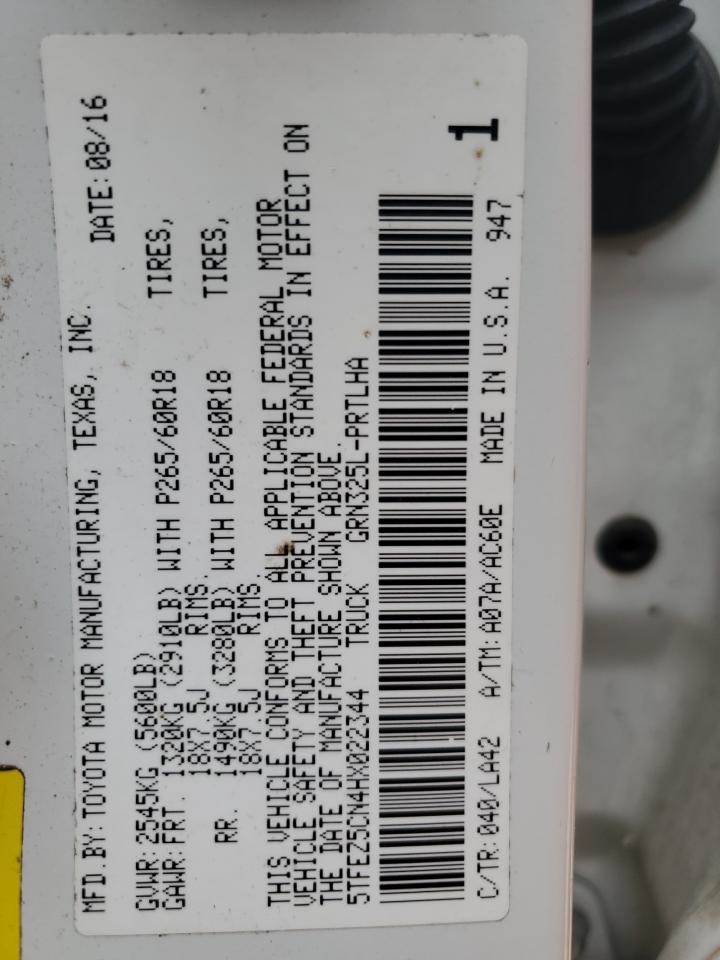 MFD.BY:TOYOTA MOTOR MANUFACTURING, TEXAS, INC. DATE:08/16
GVWR:2545KG (5600LB)
GAWR:FRT. 1320KG (2910LB) WITH P265/60R18 TIRES,
18X7.5J RIMS.
RR. 1490KG (3280LB) WITH P265/60R18 TIRES,
18X7.5J RIMS.
THIS VEHICLE CONFORMS TO ALL APPLICABLE FEDERAL MOTOR
VEHICLE SAFETY AND THEFT PREVENTION STANDARDS IN EFFECT ON
THE DATE OF MANUFACTURE SHOWN ABOVE.
5TFEZ5CN4HX022344 TRUCK GRN325L-PRTLHA
1
C/TR:040/LA42 A/TM:A07A/AC60E MADE IN U.S.A. 947